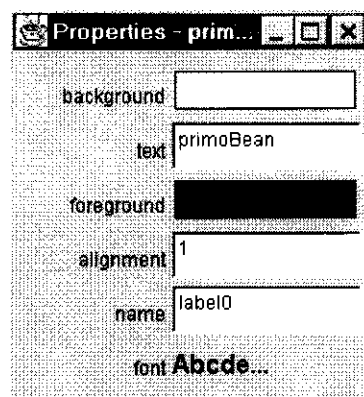 Properties - prim...
background
text primoBean
foreground
alignment 1
name label0
font Abcde...